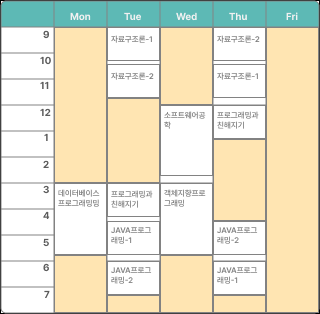 Mon Tue Wed Thu Fri
9
자료구조론-1
자료구조론-2
10
자료구조론-2
자료구조론-1
11
12
소프트웨어공
학
프로그래밍과
친해지기
1
2
3
데이터베이스
프로그래밍밍
프로그래밍과
친해지기
객체지향프로
그래밍
4
JAVA프로그
래밍-1
JAVA프로그
래밍-2
5
6
JAVA프로그
래밍-2
JAVA프로그
래밍-1
7